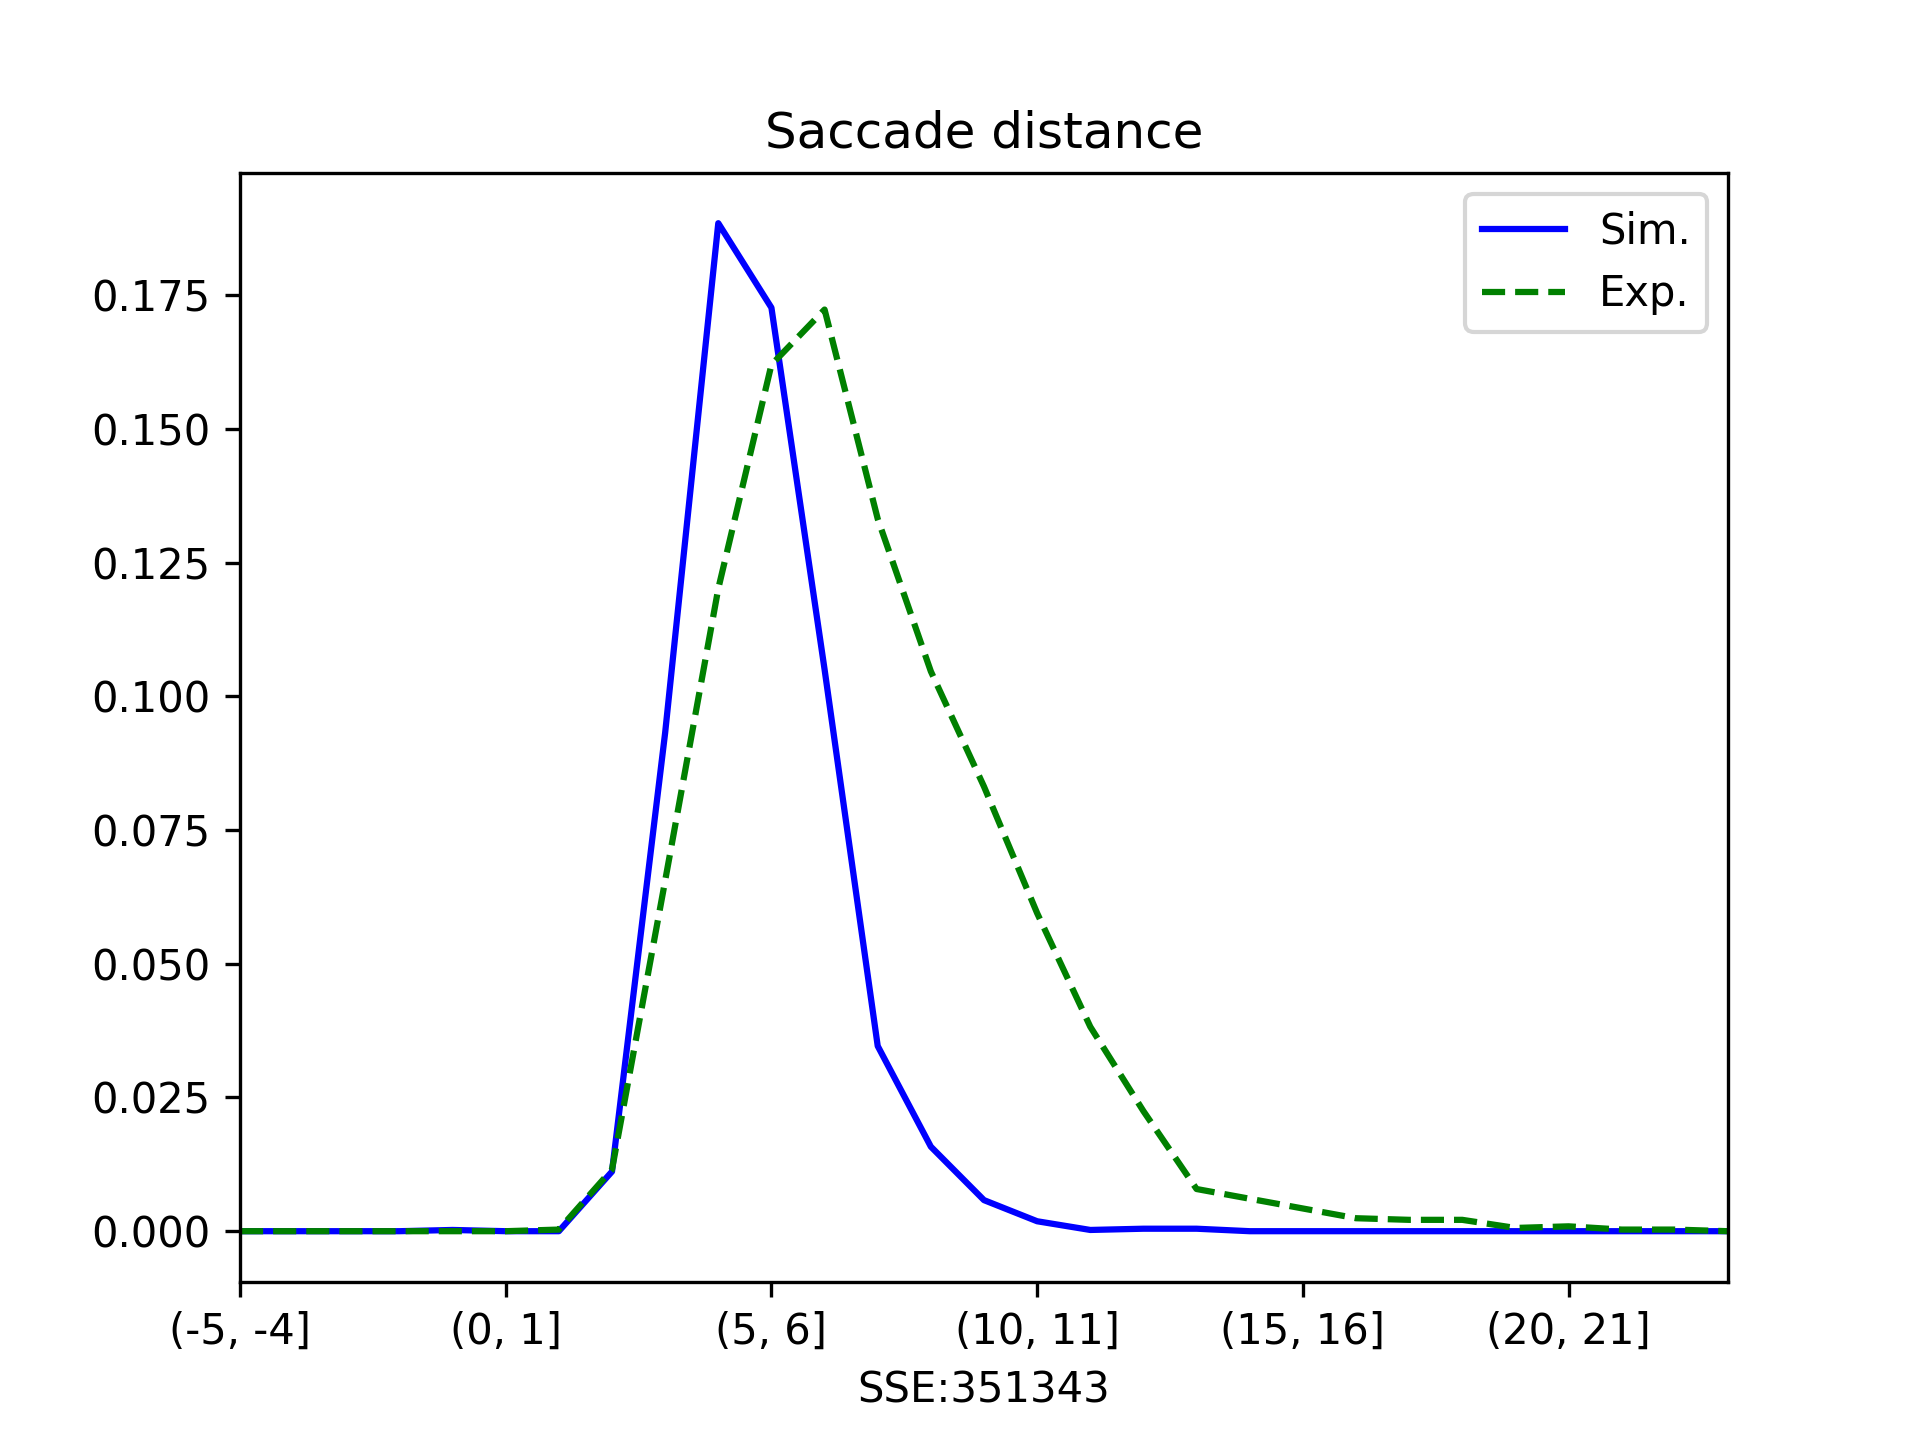 Saccade distance
Sim.
Exp.
0.175
0.150
0.125
0.100
0.075
0.050
0.025
0.000
(-5, -4] (0, 1] (5, 6] (10, 11] (15, 16] (20, 21]
SSE:351343